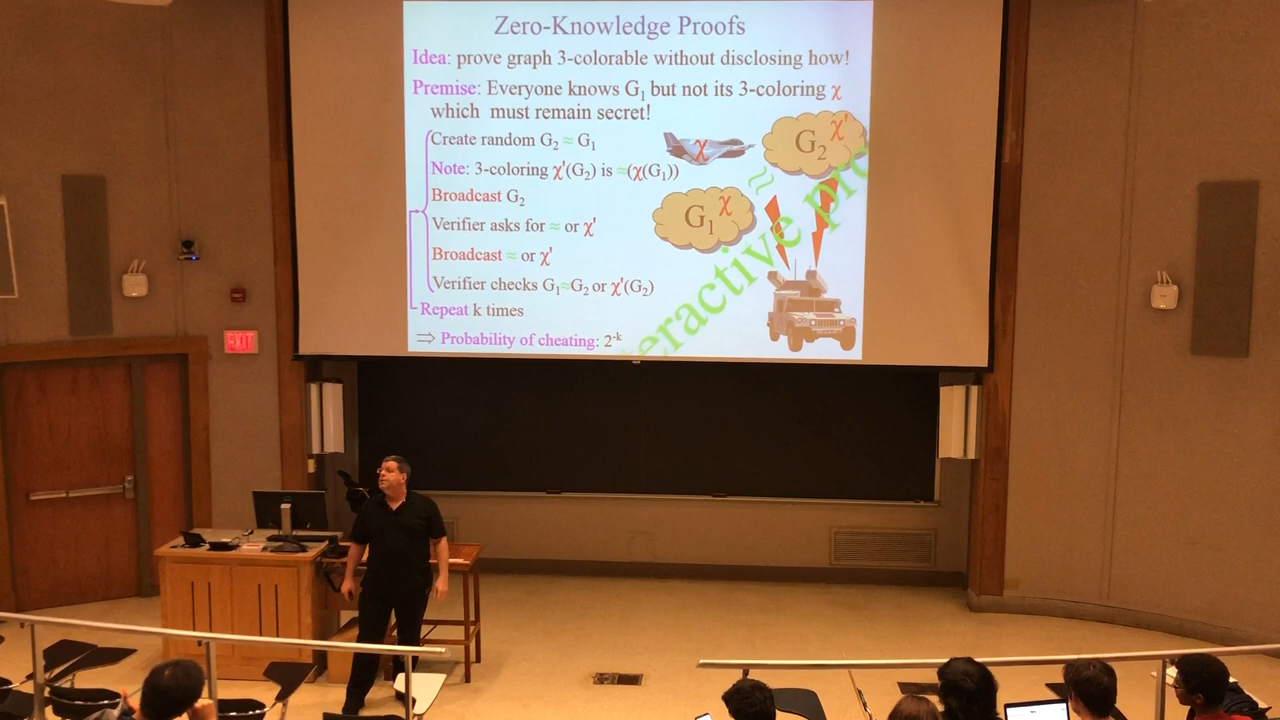 Zero-Knowledge Proofs
Idea: prove graph 3-colorable without disclosing how!
Premise: Everyone knows G₁ but not its 3-coloring χ
which must remain secret!
Create random G₂ ≈ G₁
Note: 3-coloring χ'(G₂) is ≈(χ(G₁))
Broadcast G₂
Verifier asks for ≈ or χ'
Broadcast ≈ or χ'
Verifier checks G₁≈G₂ or χ'(G₂)
Repeat k times
⇒ Probability of cheating: 2⁻ᵏ
χ
G₂ χ'
≈
G₁ χ
eractive pro
EXIT